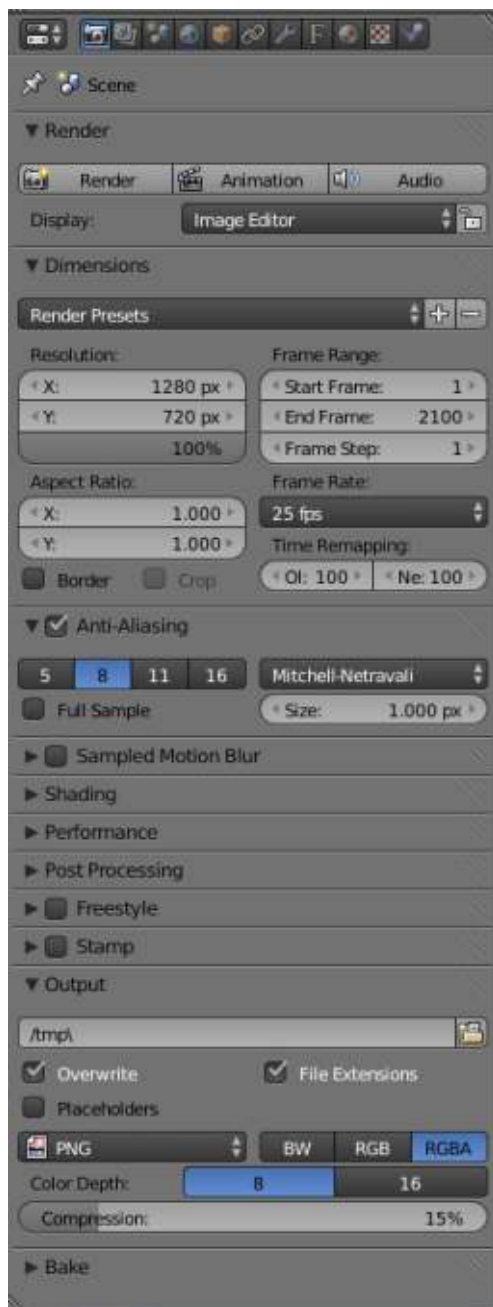 F
Scene
Render
Render Animation Audio
Display: Image Editor
Dimensions
Render Presets
Resolution: Frame Range:
X: 1280 px Start Frame: 1
Y: 720 px End Frame: 2100
100% Frame Step: 1
Aspect Ratio: Frame Rate:
X: 1.000 25 fps
Y: 1.000 Time Remapping:
Border Crop Ol: 100 Ne: 100
Anti-Aliasing
5 8 11 16 Mitchell-Netravali
Full Sample Size: 1.000 px
Sampled Motion Blur
Shading
Performance
Post Processing
Freestyle
Stamp
Output
/tmp\
Overwrite File Extensions
Placeholders
PNG BW RGB RGBA
Color Depth: 8 16
Compression: 15%
Bake